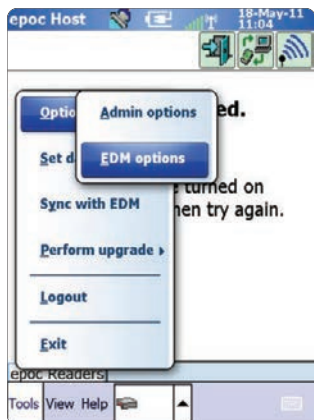 epoc Host 18-May-11
11:04
Optio Admin options ed.
Set d EDM options
turned on
Sync with EDM hen try again.
Perform upgrade
Logout
Exit
epoc Readers]
Tools View Help